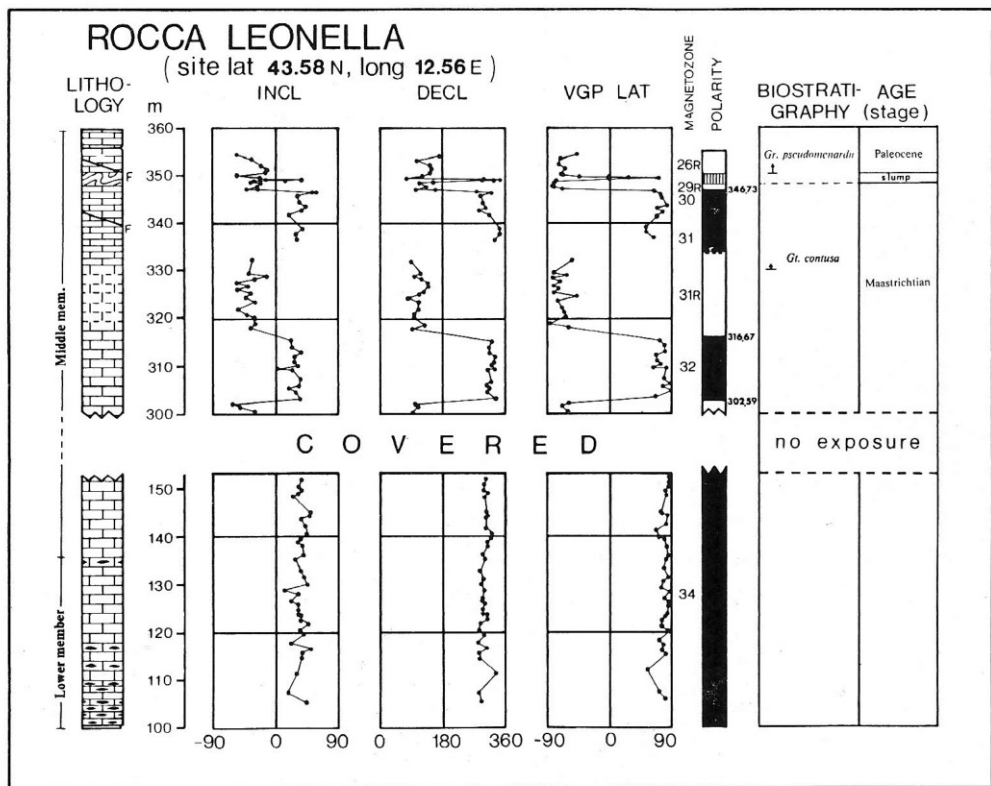 ROCCA LEONELLA
( site lat 43.58 N, long 12.56 E )
LITHO-
LOGY
m
INCL
DECL
VGP LAT
MAGNETOZONE
POLARITY
BIOSTRATI-
GRAPHY
AGE
(stage)
360
350
340
330
320
310
300
F
F
26R
29R
30
31
31R
32
346,73
316,67
302,59
Gr. pseudomenardii
Paleocene
slump
Gt. contusa
Maastrichtian
Middle mem.
COVERED
no exposure
150
140
130
120
110
100
34
Lower member
-90 0 90
0 180 360
-90 0 90